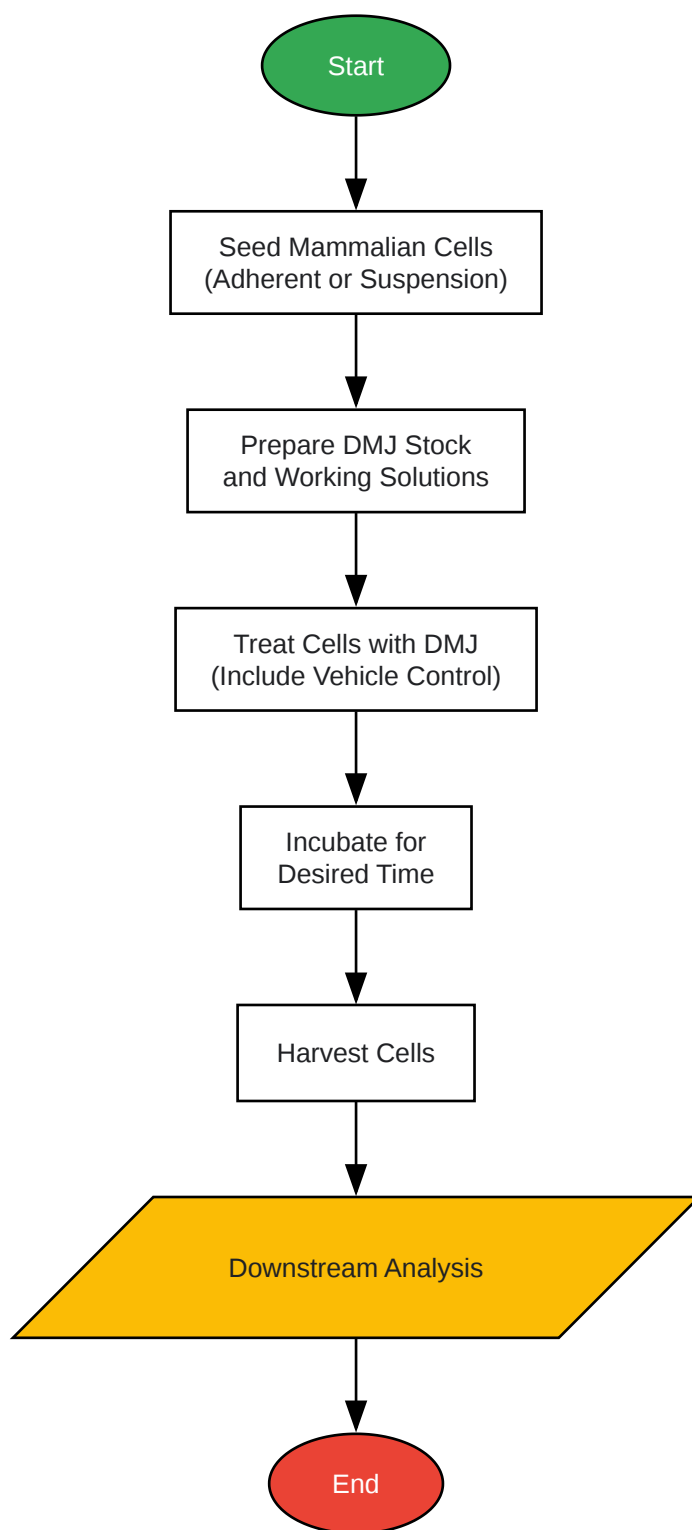 Start
Seed Mammalian Cells
(Adherent or Suspension)
Prepare DMJ Stock
and Working Solutions
Treat Cells with DMJ
(Include Vehicle Control)
Incubate for
Desired Time
Harvest Cells
Downstream Analysis
End